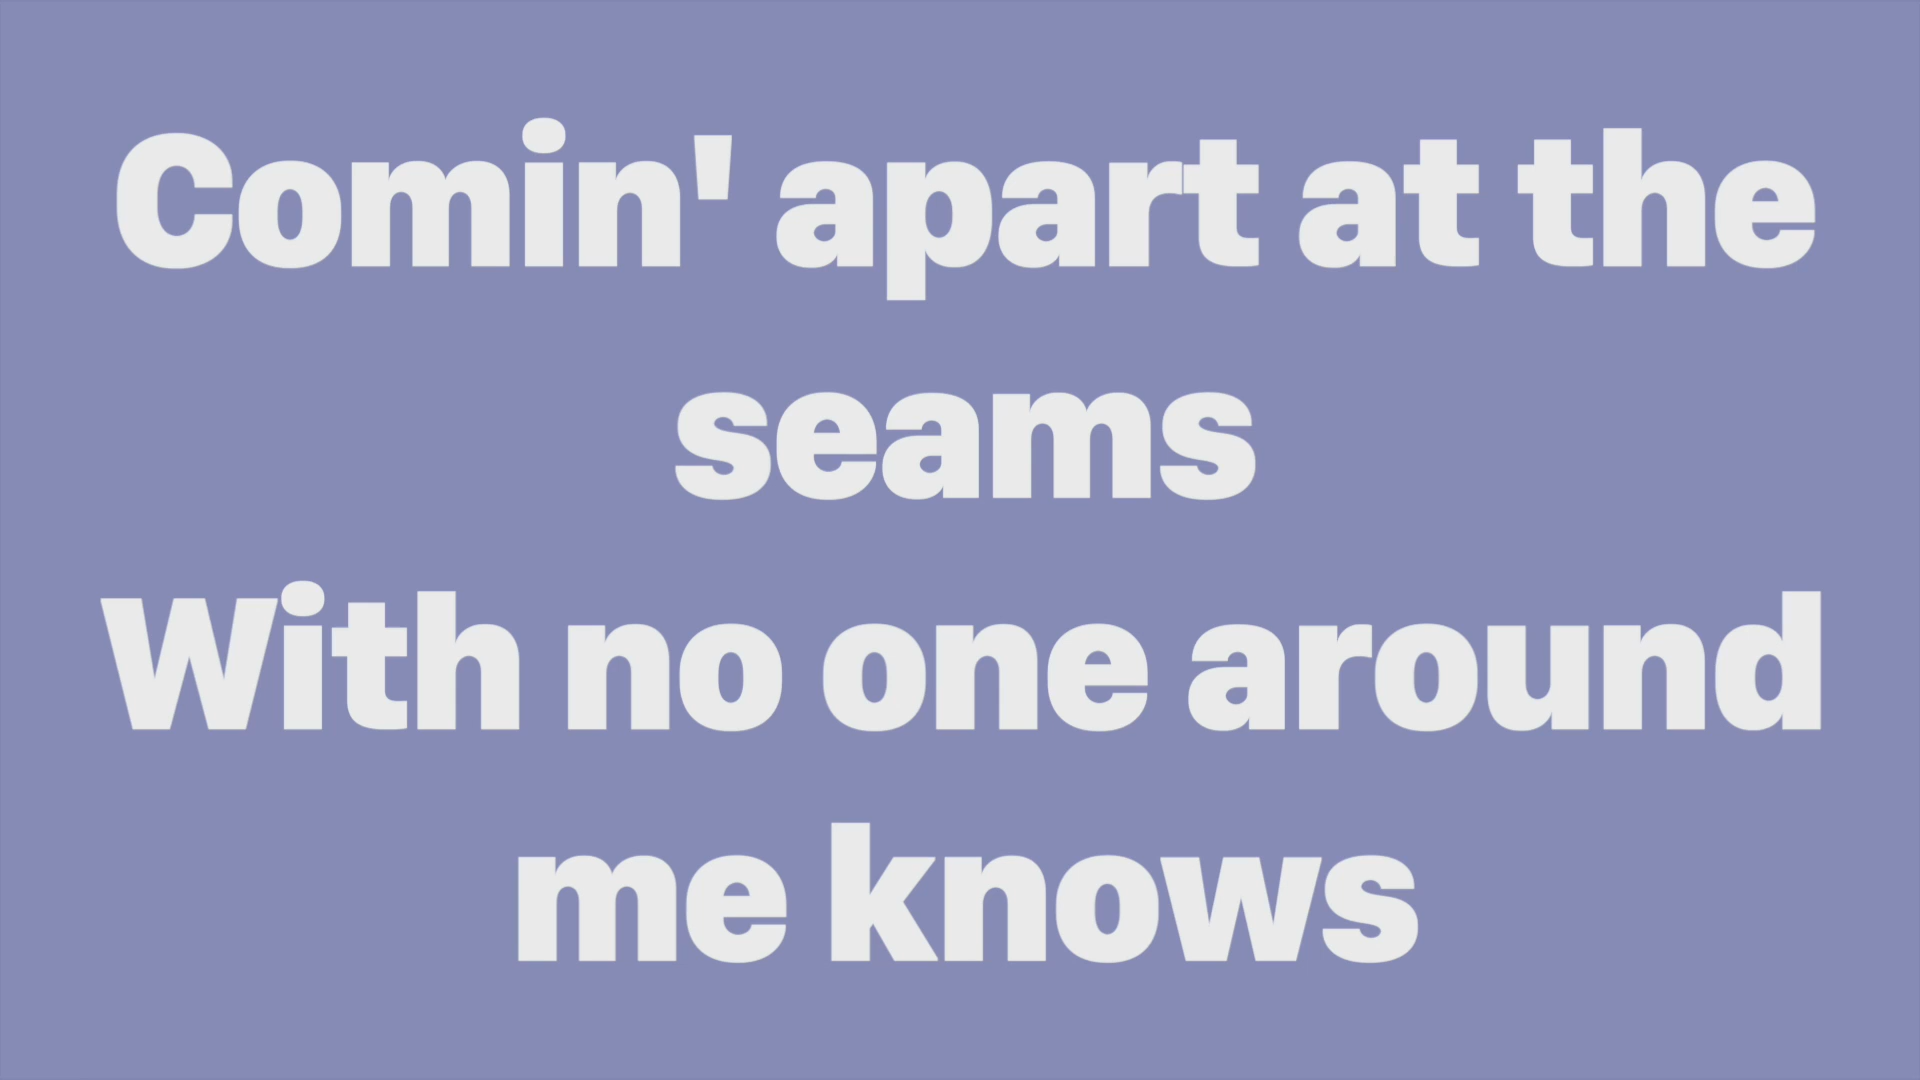 Comin' apart at the
seams
With no one around
me knows